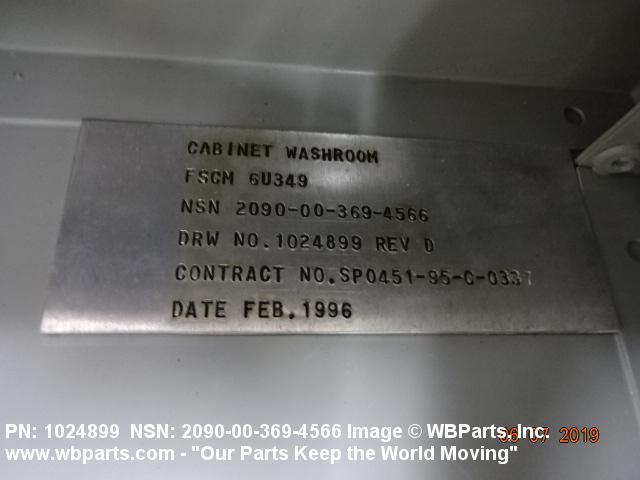 CABINET WASHROOM
FSCM 6U349
NSN 2090-00-369-4566
DRW NO.1024899 REV D
CONTRACT NO.SP0451-95-C-0337
DATE FEB.1996
PN: 1024899 NSN: 2090-00-369-4566 Image © WBParts, Inc.
06 07 2019
www.wbparts.com - "Our Parts Keep the World Moving"